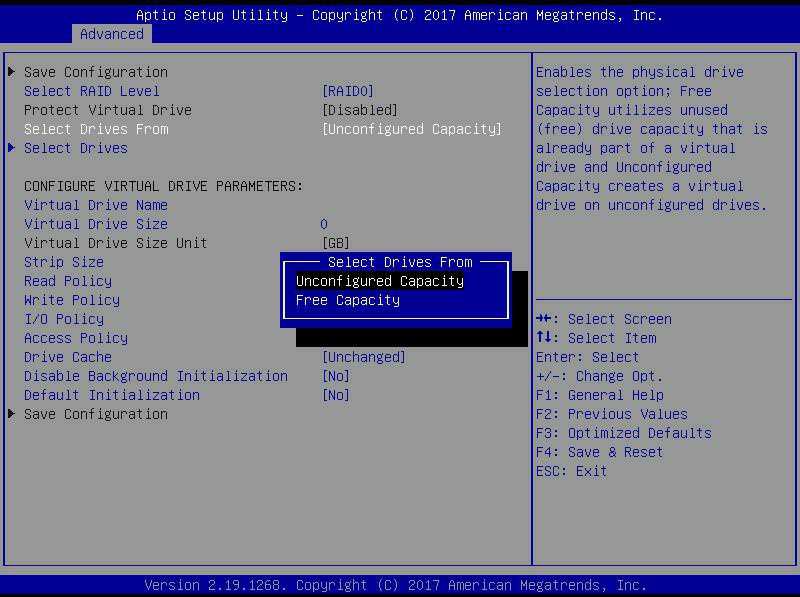 Aptio Setup Utility – Copyright (C) 2017 American Megatrends, Inc.
Advanced
Save Configuration
Select RAID Level [RAID0]
Protect Virtual Drive [Disabled]
Select Drives From [Unconfigured Capacity]
Select Drives
CONFIGURE VIRTUAL DRIVE PARAMETERS:
Virtual Drive Name
Virtual Drive Size 0
Virtual Drive Size Unit [GB]
Strip Size
Read Policy
Write Policy
I/O Policy
Access Policy
Drive Cache [Unchanged]
Disable Background Initialization [No]
Default Initialization [No]
Save Configuration
Select Drives From
Unconfigured Capacity
Free Capacity
Enables the physical drive
selection option; Free
Capacity utilizes unused
(free) drive capacity that is
already part of a virtual
drive and Unconfigured
Capacity creates a virtual
drive on unconfigured drives.
→←: Select Screen
↑↓: Select Item
Enter: Select
+/–: Change Opt.
F1: General Help
F2: Previous Values
F3: Optimized Defaults
F4: Save & Reset
ESC: Exit
Version 2.19.1268. Copyright (C) 2017 American Megatrends, Inc.